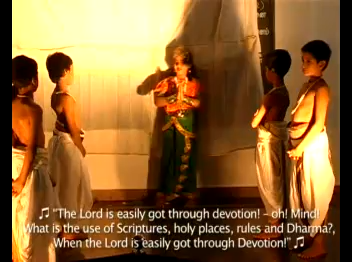 ♫ "The Lord is easily got through devotion! – oh! Mind!
What is the use of Scriptures, holy places, rules and Dharma?,
When the Lord is easily got through Devotion!" ♫